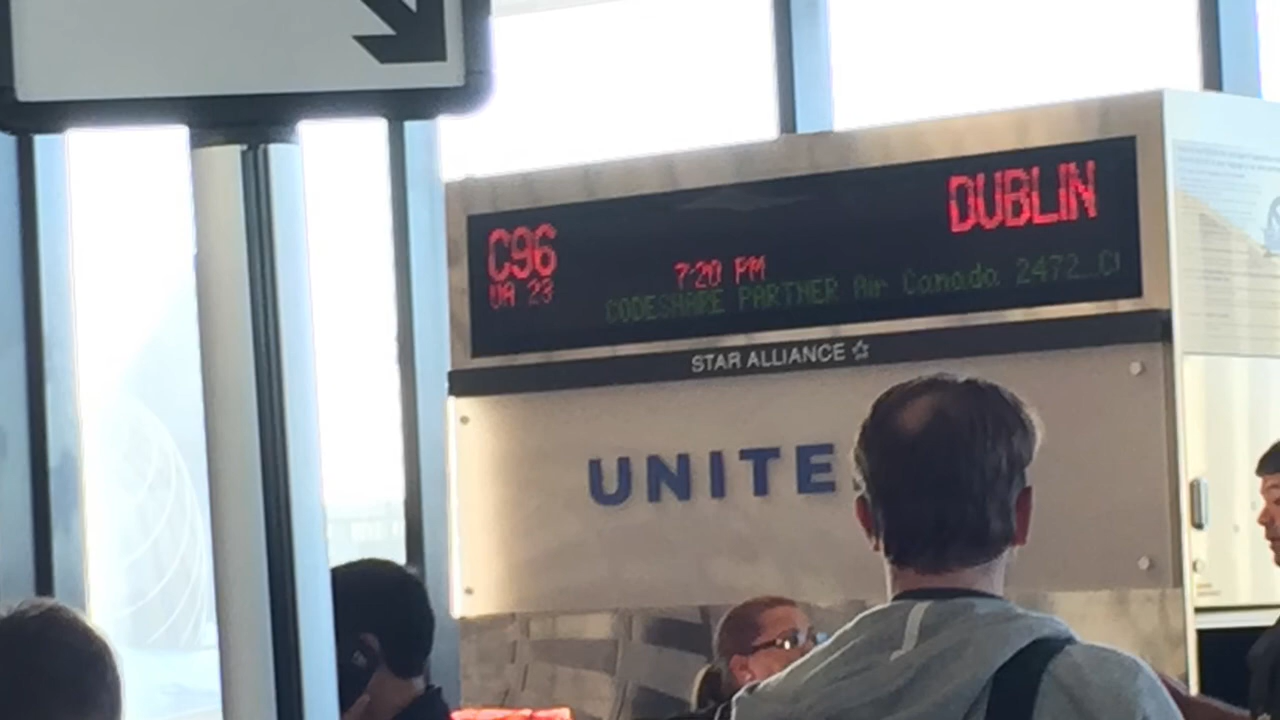 C96
DUBLIN
UA 23
7:20 PM
CODESHARE PARTNER Air Canada 2472
STAR ALLIANCE
UNITE